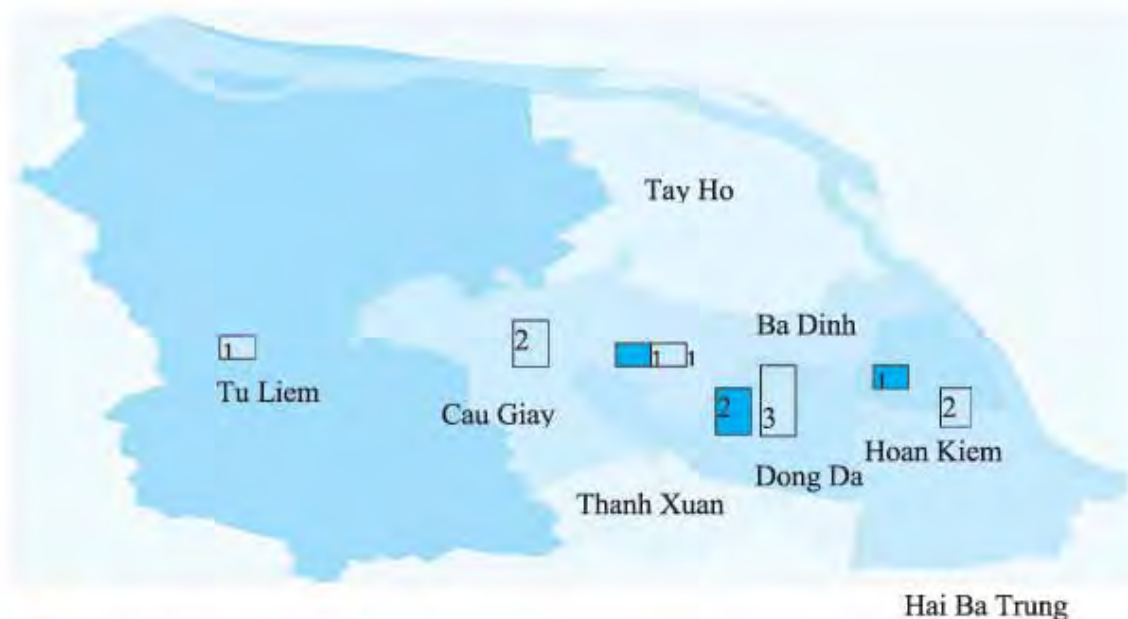 Tay Ho
Ba Dinh
1
Tu Liem
2
Cau Giay
1 1
2
3
Dong Da
1
2
Hoan Kiem
Thanh Xuan
Hai Ba Trung